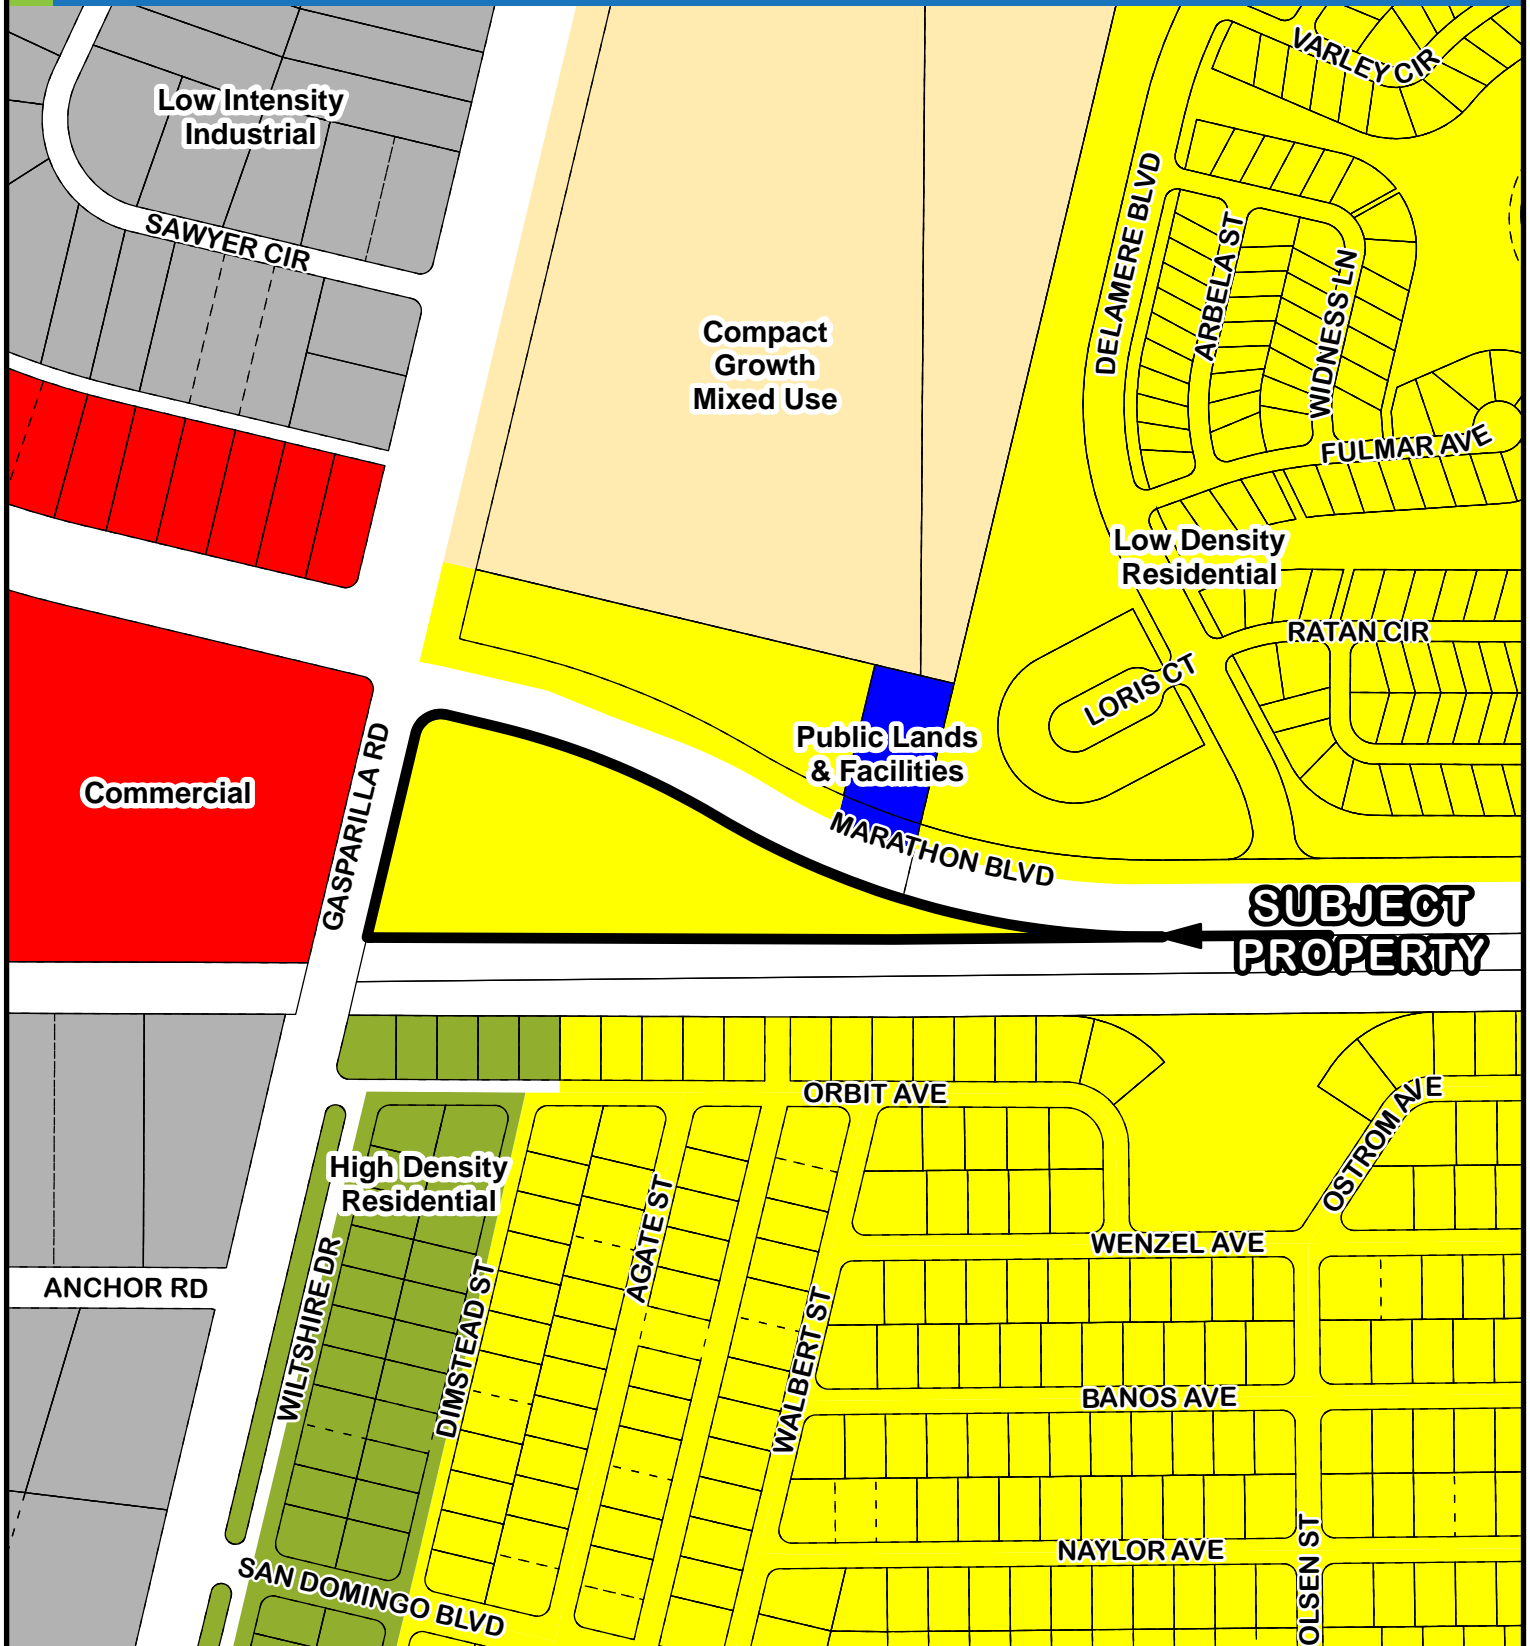 VARLEY CIR
Low Intensity
Industrial
SAWYER CIR
DELAMERE BLVD
ARBELA ST
WIDNESS LN
Compact
Growth
Mixed Use
FULMAR AVE
Low Density
Residential
RATAN CIR
LORIS CT
Public Lands
& Facilities
Commercial
GASPARILLA RD
MARATHON BLVD
SUBJECT
PROPERTY
ORBIT AVE
OSTROM AVE
High Density
Residential
AGATE ST
WENZEL AVE
ANCHOR RD
WILTSHIRE DR
DIMSTEAD ST
WALBERT ST
BANOS AVE
NAYLOR AVE
OLSEN ST
SAN DOMINGO BLVD